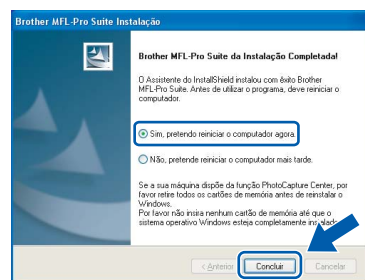 Brother MFL-Pro Suite Instalação
Brother MFL-Pro Suite da Instalação Completada!
O Assistente do InstallShield instalou com êxito Brother
MFL-Pro Suite. Antes de utilizar o programa, deve reiniciar o
computador.
Sim, pretendo reiniciar o computador agora.
Não, pretende reiniciar o computador mais tarde.
Se a sua máquina dispõe da função PhotoCapture Center, por
favor retire todos os cartões de memória antes de reinstalar o
Windows.
Por favor não insira nenhum cartão de memória até que o
sistema operativo Windows esteja completamente instalado.
< Anterior
Concluir
Cancelar